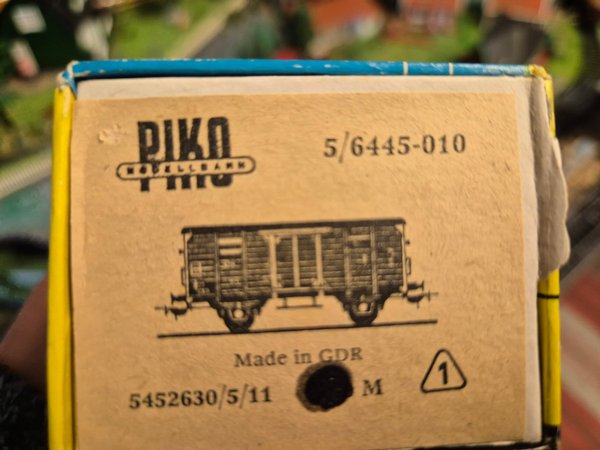 PIKO
MODELLBAHN
5/6445-010
Made in GDR
5452630/5/11 M
1